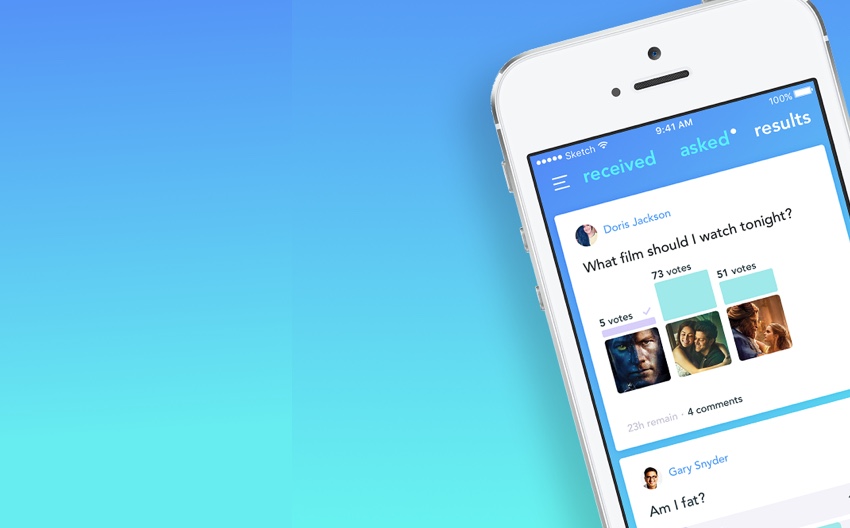 100%
9:41 AM
Sketch
received asked results
Doris Jackson
What film should I watch tonight?
73 votes
51 votes
5 votes
23h remain · 4 comments
Gary Snyder
Am I fat?